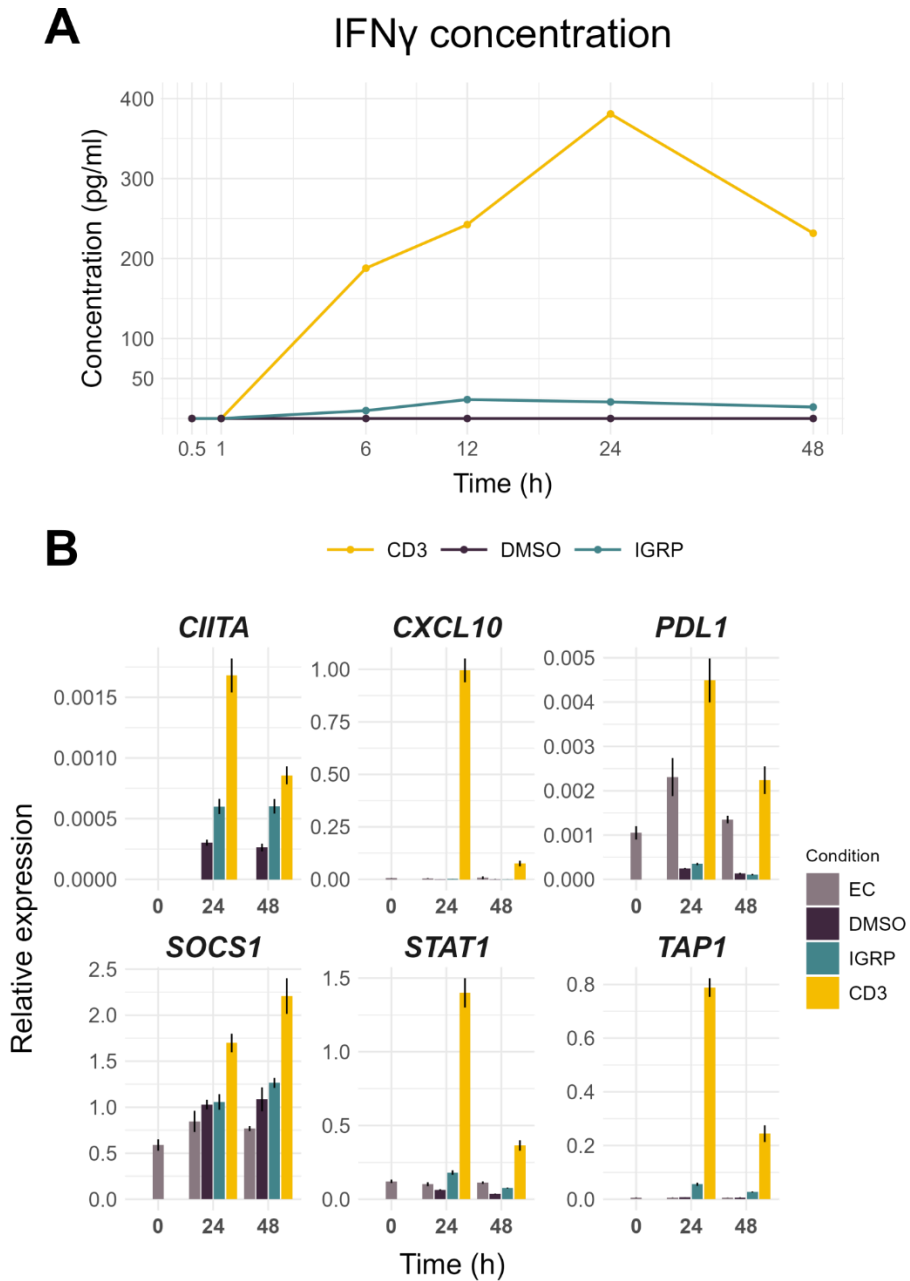 A
IFNγ concentration
Concentration (pg/ml)
400
300
200
100
50
0.5 1 6 12 24 48
Time (h)
CD3 DMSO IGRP
B
Relative expression
CIITA CXCL10 PDL1
0.0015
0.0010
0.0005
0.0000
1.00
0.75
0.50
0.25
0.00
0.005
0.004
0.003
0.002
0.001
0.000
0 24 48 0 24 48 0 24 48
SOCS1 STAT1 TAP1
2.5
2.0
1.5
1.0
0.5
0.0
1.5
1.0
0.5
0.0
0.8
0.6
0.4
0.2
0.0
0 24 48 0 24 48 0 24 48
Time (h)
Condition
EC
DMSO
IGRP
CD3